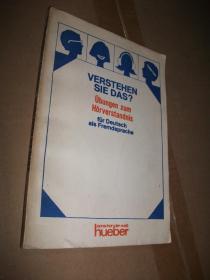 VERSTEHEN
SIE DAS?
Übungen zum
Hörverständnis
für Deutsch
als Fremdsprache
hueber